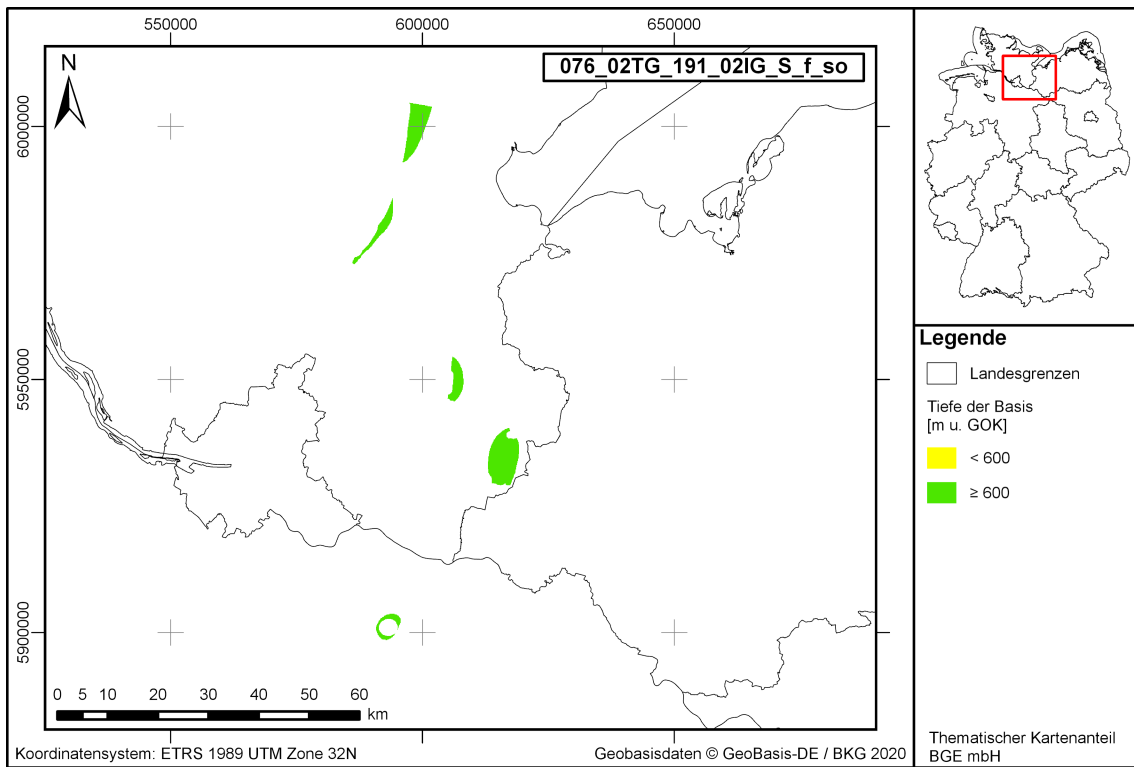 550000
600000
650000
076_02TG_191_02IG_S_f_so
N
6000000
5950000
5900000
0 5 10 20 30 40 50 60
km
Koordinatensystem: ETRS 1989 UTM Zone 32N
Geobasisdaten © GeoBasis-DE / BKG 2020
Legende
Landesgrenzen
Tiefe der Basis
[m u. GOK]
< 600
≥ 600
Thematischer Kartenanteil
BGE mbH